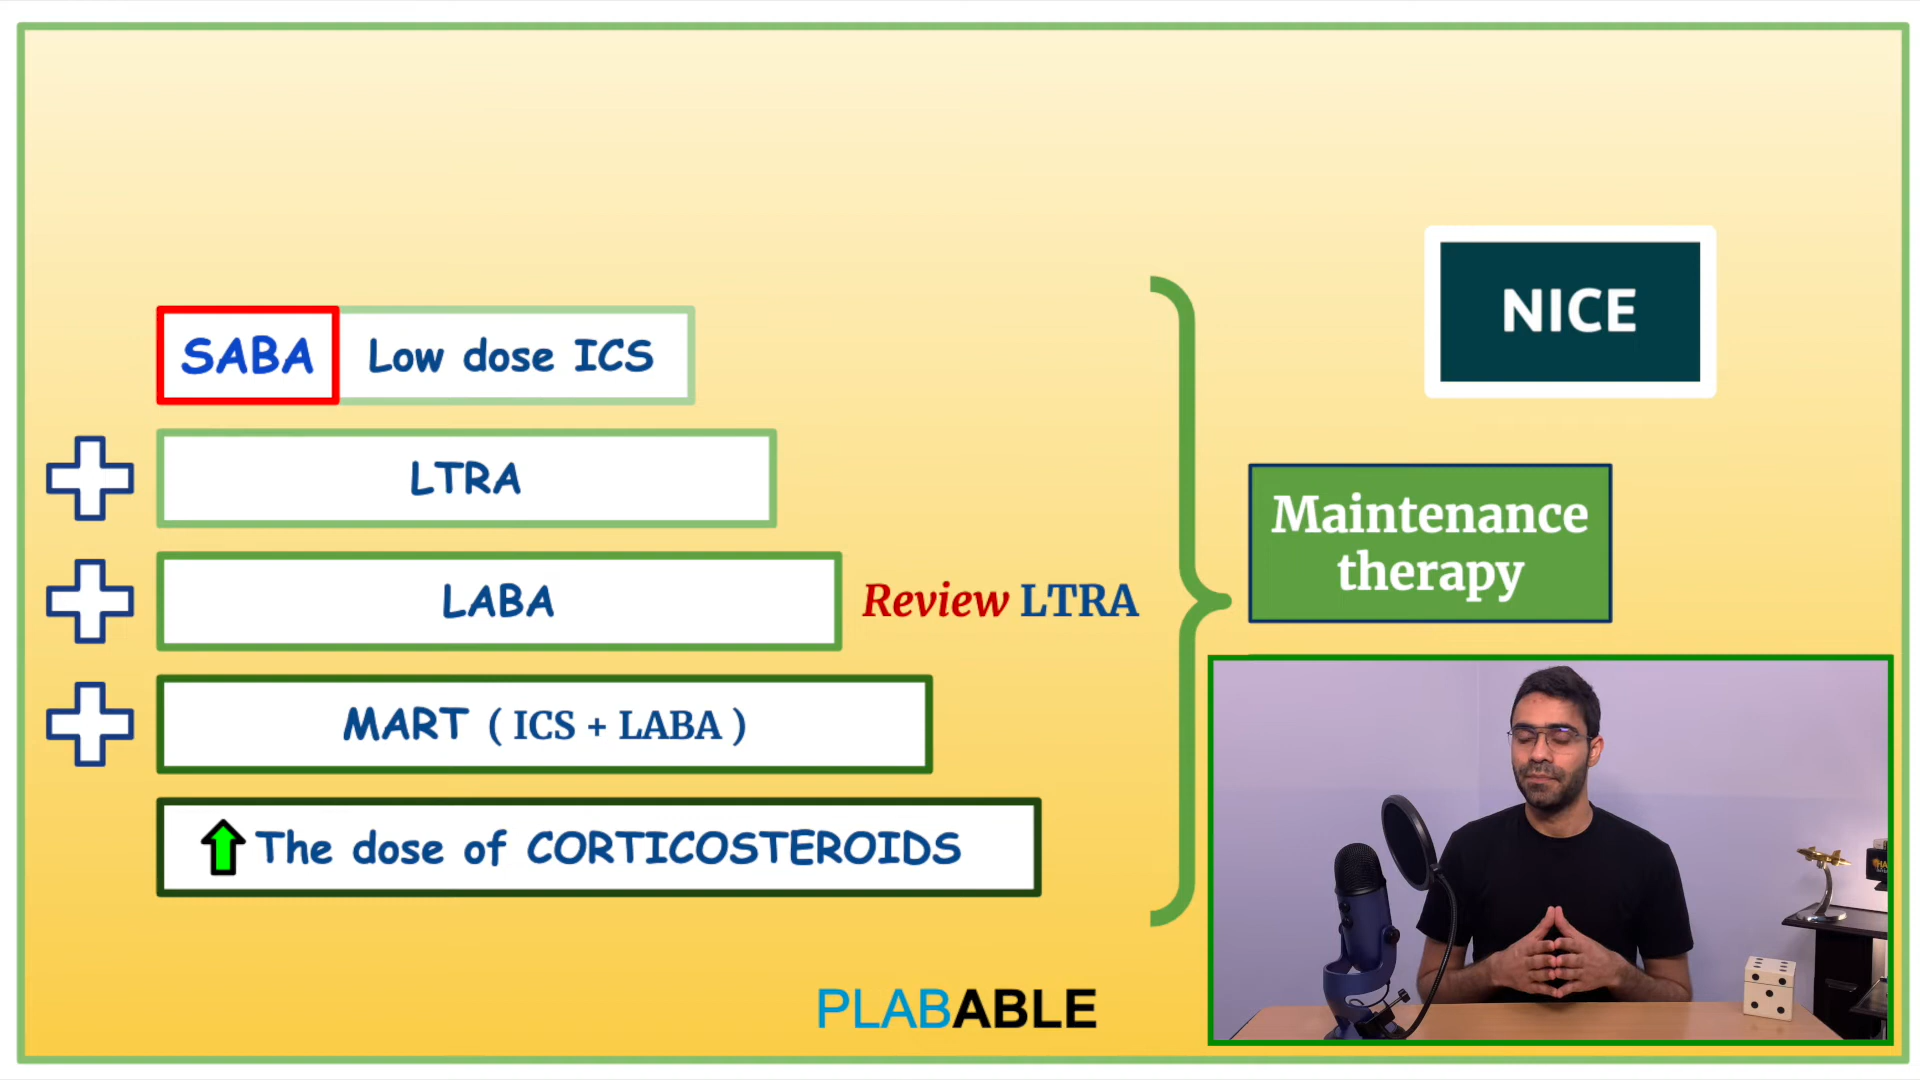 NICE
SABA Low dose ICS
LTRA
LABA Review LTRA
MART ( ICS + LABA )
The dose of CORTICOSTEROIDS
Maintenance
therapy
PLABABLE